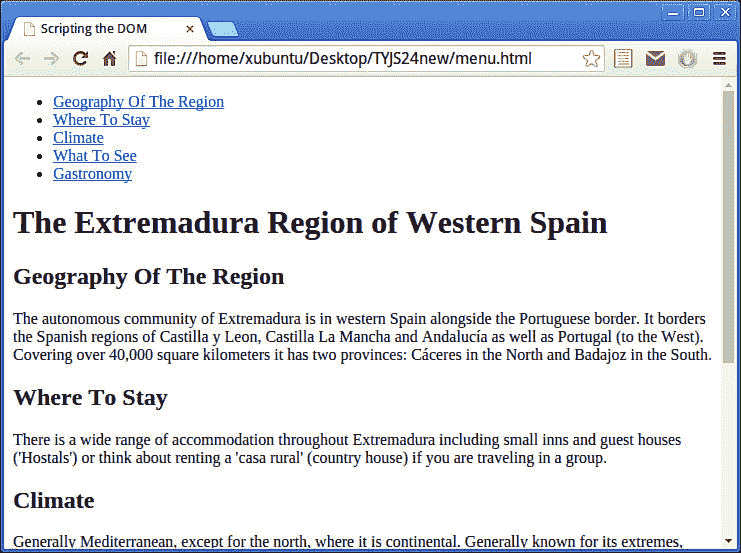 Scripting the DOM
file:///home/xubuntu/Desktop/TYJS24new/menu.html
Geography Of The Region
Where To Stay
Climate
What To See
Gastronomy
The Extremadura Region of Western Spain
Geography Of The Region
The autonomous community of Extremadura is in western Spain alongside the Portuguese border. It borders
the Spanish regions of Castilla y Leon, Castilla La Mancha and Andalucía as well as Portugal (to the West).
Covering over 40,000 square kilometers it has two provinces: Cáceres in the North and Badajoz in the South.
Where To Stay
There is a wide range of accommodation throughout Extremadura including small inns and guest houses
('Hostals') or think about renting a 'casa rural' (country house) if you are traveling in a group.
Climate
Generally Mediterranean, except for the north, where it is continental. Generally known for its extremes,